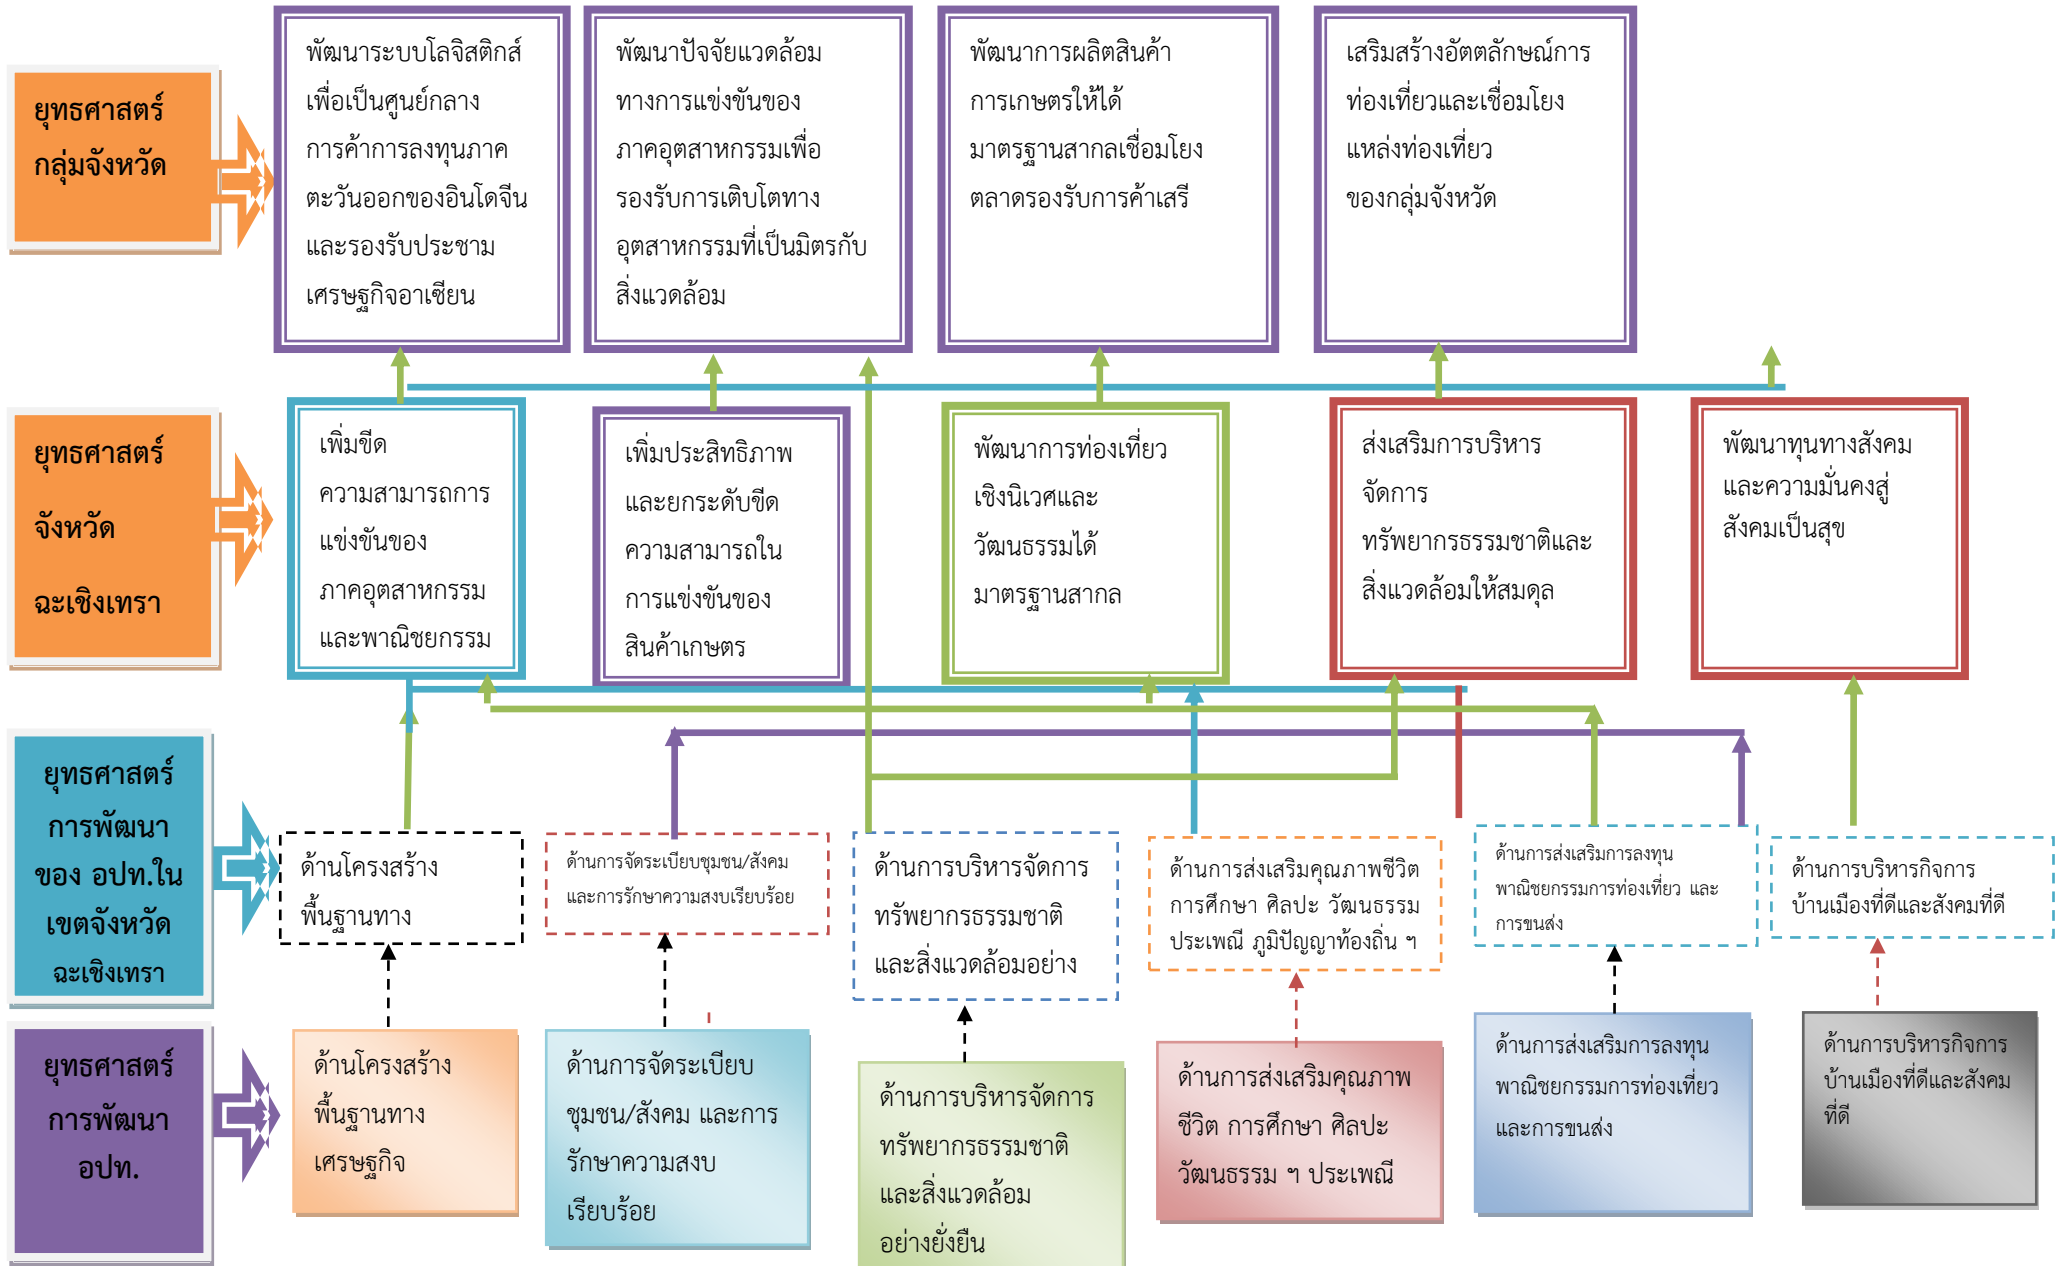 ยุทธศาสตร์
กลุ่มจังหวัด
พัฒนาระบบโลจิสติกส์
เพื่อเป็นศูนย์กลาง
การค้าการลงทุนภาค
ตะวันออกของอินโดจีน
และรองรับประชาม
เศรษฐกิจอาเซียน
พัฒนาปัจจัยแวดล้อม
ทางการแข่งขันของ
ภาคอุตสาหกรรมเพื่อ
รองรับการเติบโตทาง
อุตสาหกรรมที่เป็นมิตรกับ
สิ่งแวดล้อม
พัฒนาการผลิตสินค้า
การเกษตรให้ได้
มาตรฐานสากลเชื่อมโยง
ตลาดรองรับการค้าเสรี
เสริมสร้างอัตตลักษณ์การ
ท่องเที่ยวและเชื่อมโยง
แหล่งท่องเที่ยว
ของกลุ่มจังหวัด
ยุทธศาสตร์
จังหวัด
ฉะเชิงเทรา
เพิ่มขีด
ความสามารถการ
แข่งขันของ
ภาคอุตสาหกรรม
และพาณิชยกรรม
เพิ่มประสิทธิภาพ
และยกระดับขีด
ความสามารถใน
การแข่งขันของ
สินค้าเกษตร
พัฒนาการท่องเที่ยว
เชิงนิเวศและ
วัฒนธรรมได้
มาตรฐานสากล
ส่งเสริมการบริหาร
จัดการ
ทรัพยากรธรรมชาติและ
สิ่งแวดล้อมให้สมดุล
พัฒนาทุนทางสังคม
และความมั่นคงสู่
สังคมเป็นสุข
ยุทธศาสตร์
การพัฒนา
ของ อปท.ใน
เขตจังหวัด
ฉะเชิงเทรา
ด้านโครงสร้าง
พื้นฐานทาง
ด้านการจัดระเบียบชุมชน/สังคม
และการรักษาความสงบเรียบร้อย
ด้านการบริหารจัดการ
ทรัพยากรธรรมชาติ
และสิ่งแวดล้อมอย่าง
ด้านการส่งเสริมคุณภาพชีวิต
การศึกษา ศิลปะ วัฒนธรรม
ประเพณี ภูมิปัญญาท้องถิ่น ฯ
ด้านการส่งเสริมการลงทุน
พาณิชยกรรมการท่องเที่ยว และ
การขนส่ง
ด้านการบริหารกิจการ
บ้านเมืองที่ดีและสังคมที่ดี
ยุทธศาสตร์
การพัฒนา
อปท.
ด้านโครงสร้าง
พื้นฐานทาง
เศรษฐกิจ
ด้านการจัดระเบียบ
ชุมชน/สังคม และการ
รักษาความสงบ
เรียบร้อย
ด้านการบริหารจัดการ
ทรัพยากรธรรมชาติ
และสิ่งแวดล้อม
อย่างยั่งยืน
ด้านการส่งเสริมคุณภาพ
ชีวิต การศึกษา ศิลปะ
วัฒนธรรม ฯ ประเพณี
ด้านการส่งเสริมการลงทุน
พาณิชยกรรมการท่องเที่ยว
และการขนส่ง
ด้านการบริหารกิจการ
บ้านเมืองที่ดีและสังคม
ที่ดี